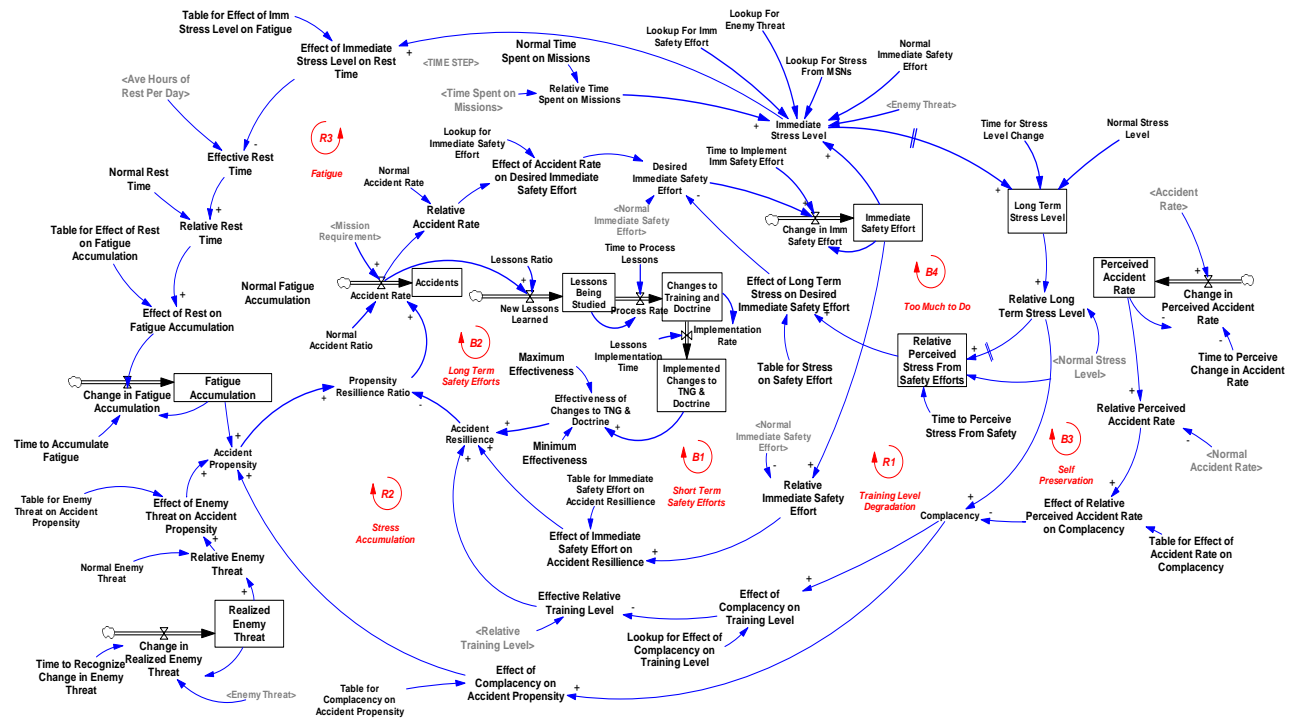 Table for Effect of Imm
Stress Level on Fatigue
Effect of Immediate
Stress Level on Rest
Time
<Ave Hours of
Rest Per Day>
Effective Rest
Time
Normal Rest
Time
Relative Rest
Time
Table for Effect of Rest
on Fatigue
Accumulation
Effect of Rest on
Fatigue Accumulation
R3
Fatigue
<TIME STEP>
Normal Time
Spent on Missions
<Time Spent on
Missions>
Relative Time
Spent on Missions
Lookup For Imm
Safety Effort
Lookup For
Enemy Threat
Lookup For Stress
From MSNs
Normal
Immediate Safety
Effort
<Enemy Threat>
Immediate
Stress Level
Time for Stress
Level Change
Normal Stress
Level
Long Term
Stress Level
Lookup for
Immediate Safety
Effort
Effect of Accident Rate
on Desired Immediate
Safety Effort
Desired
Immediate Safety
Effort
Time to Implement
Imm Safety Effort
Change in Imm
Safety Effort
Immediate
Safety Effort
<Normal
Immediate Safety
Effort>
Normal
Accident Rate
Relative
Accident Rate
<Mission
Requirement>
Accident Rate
Accidents
Normal
Accident Ratio
Normal Fatigue
Accumulation
Lessons Ratio
New Lessons
Learned
Lessons
Being
Studied
Time to Process
Lessons
Process Rate
Changes to
Training and
Doctrine
Implementation
Rate
Lessons
Implementation
Time
Implemented
Changes to TNG &
Doctrine
Effect of Long Term
Stress on Desired
Immediate Safety Effort
Table for Stress
on Safety Effort
B4
Too Much to Do
Relative
Perceived
Stress From
Safety Efforts
Time to Perceive
Stress From Safety
Relative Long
Term Stress Level
<Normal Stress
Level>
<Accident
Rate>
Perceived
Accident
Rate
Change in
Perceived Accident
Rate
Time to Perceive
Change in Accident
Rate
Relative Perceived
Accident Rate
<Normal
Accident Rate>
B3
Self
Preservation
Effect of Relative
Perceived Accident Rate
on Complacency
Table for Effect of
Accident Rate on
Complacency
Complacency
R1
Training Level
Degradation
B2
Long Term
Safety Efforts
Maximum
Effectiveness
Effectiveness of
Changes to TNG &
Doctrine
Minimum
Effectiveness
Propensity
Resillience Ratio
Accident
Resillience
B1
Short Term
Safety Efforts
<Normal
Immediate Safety
Effort>
Relative
Immediate Safety
Effort
Table for Immediate
Safety Effort on
Accident Resillience
Effect of Immediate
Safety Effort on
Accident Resillience
R2
Stress
Accumulation
Change in Fatigue
Accumulation
Fatigue
Accumulation
Time to Accumulate
Fatigue
Accident
Propensity
Table for Enemy
Threat on Accident
Propensity
Effect of Enemy
Threat on Accident
Propensity
Normal Enemy
Threat
Relative Enemy
Threat
Realized
Enemy
Threat
Change in
Realized Enemy
Threat
Time to Recognize
Change in Enemy
Threat
<Enemy Threat>
Effective Relative
Training Level
<Relative
Training Level>
Effect of
Complacency on
Training Level
Lookup for Effect of
Complacency on
Training Level
Effect of
Complacency on
Accident Propensity
Table for
Complacency on
Accident Propensity